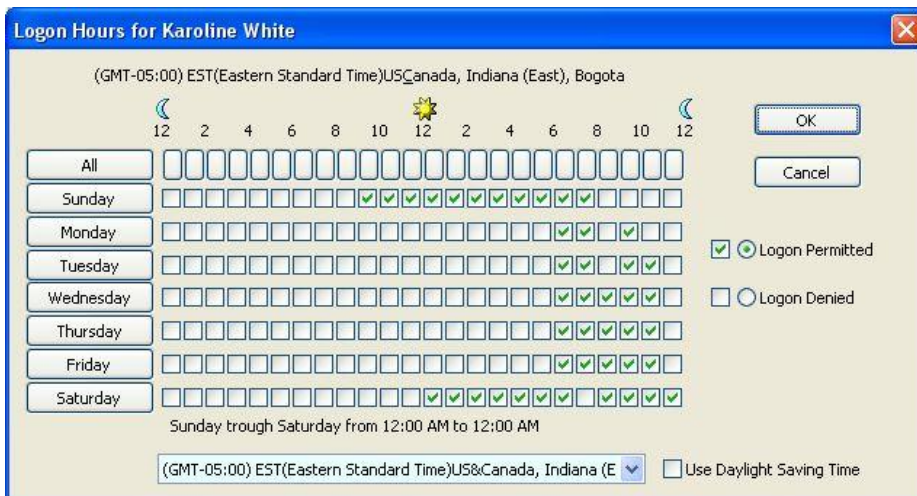 Logon Hours for Karoline White
(GMT-05:00) EST(Eastern Standard Time)USCanada, Indiana (East), Bogota
12 2 4 6 8 10 12 2 4 6 8 10 12
OK
All
Cancel
Sunday
Monday
Logon Permitted
Tuesday
Wednesday
Logon Denied
Thursday
Friday
Saturday
Sunday trough Saturday from 12:00 AM to 12:00 AM
(GMT-05:00) EST(Eastern Standard Time)US&Canada, Indiana (E
Use Daylight Saving Time